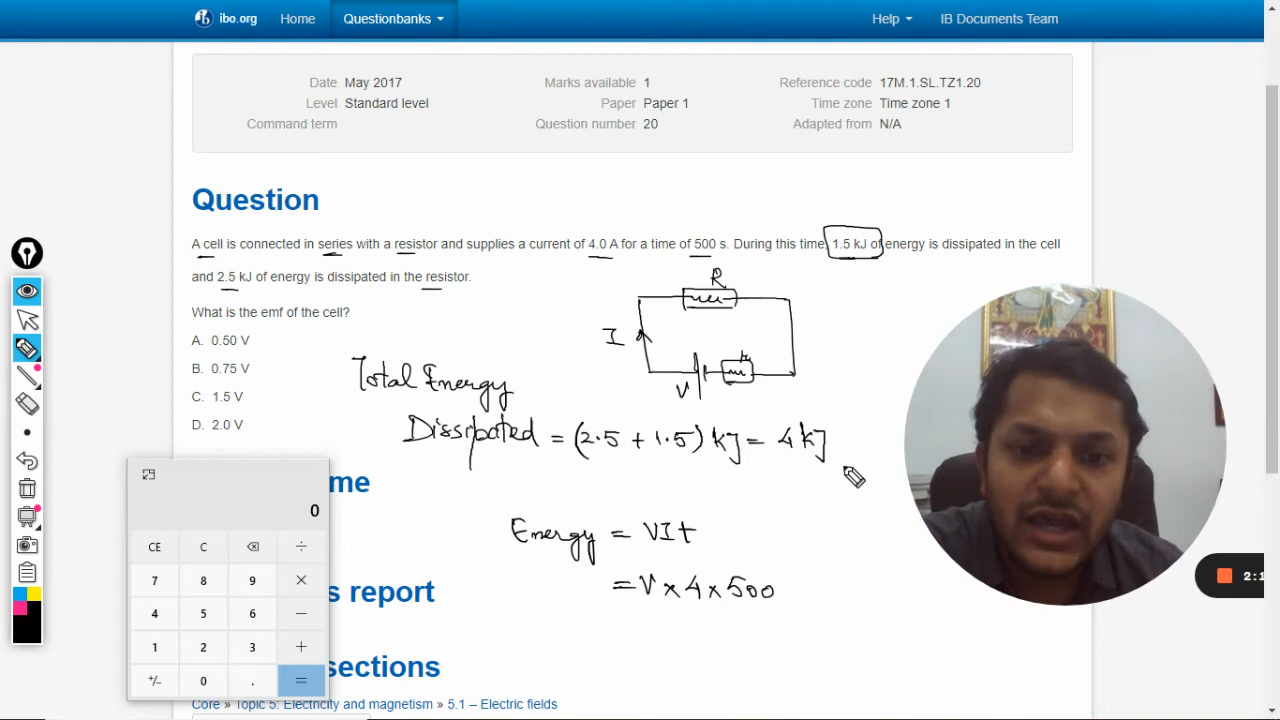 ibo.org Home Questionbanks Help IB Documents Team
Date May 2017 Marks available 1 Reference code 17M.1.SL.TZ1.20
Level Standard level Paper Paper 1 Time zone Time zone 1
Command term Question number 20 Adapted from N/A
Question
A cell is connected in series with a resistor and supplies a current of 4.0 A for a time of 500 s. During this time, 1.5 kJ of energy is dissipated in the cell
and 2.5 kJ of energy is dissipated in the resistor.
R
What is the emf of the cell?
I
A. 0.50 V
B. 0.75 V
V
C. 1.5 V
Total Energy
D. 2.0 V
Dissipated = (2.5 + 1.5) kJ = 4 kJ
me
0
Energy = VIt
CE C ÷
7 8 9 ×
= V × 4 × 500
2:1
s report
4 5 6 −
1 2 3 +
sections
+/- 0 . =
Core » Topic 5: Electricity and magnetism » 5.1 – Electric fields